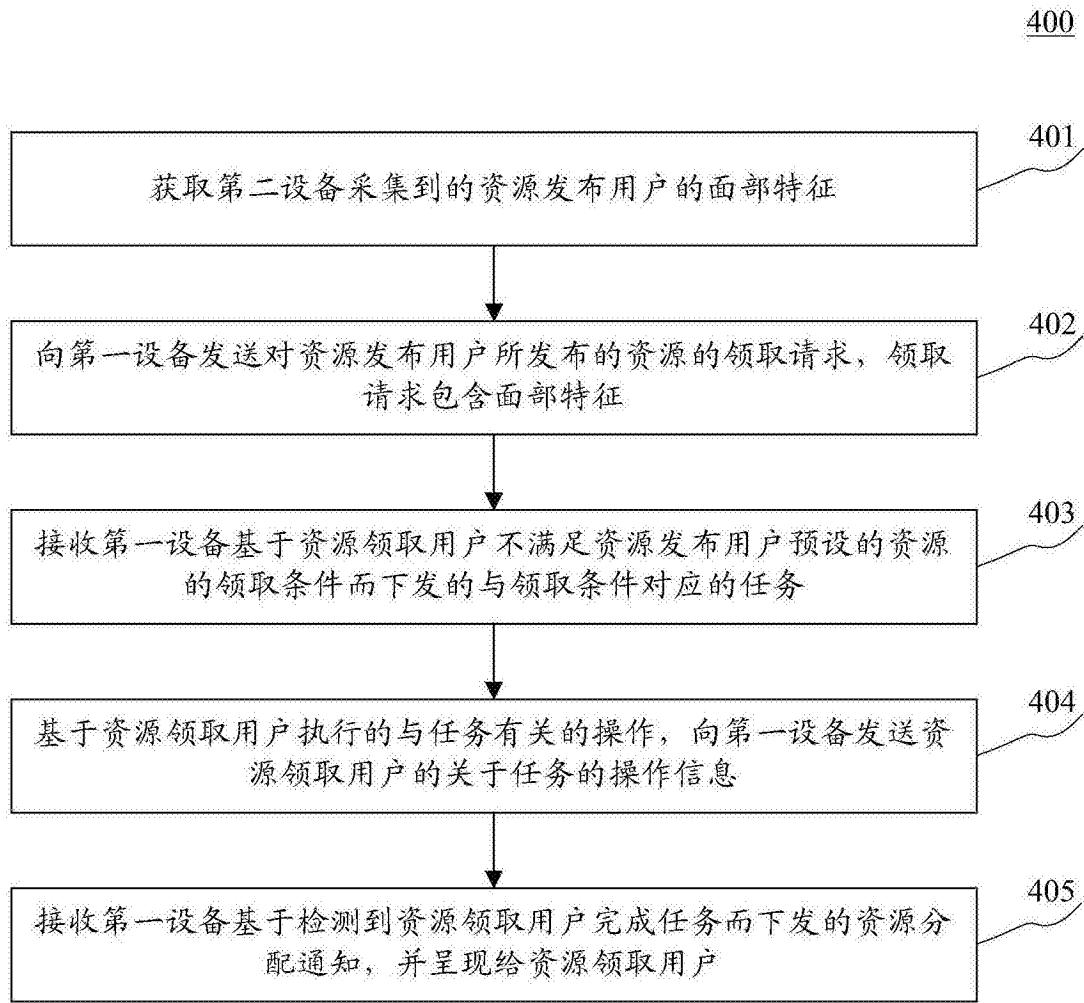 400
401
获取第二设备采集到的资源发布用户的面部特征
402
向第一设备发送对资源发布用户所发布的资源的领取请求，领取
请求包含面部特征
403
接收第一设备基于资源领取用户不满足资源发布用户预设的资源
的领取条件而下发的与领取条件对应的任务
404
基于资源领取用户执行的与任务有关的操作，向第一设备发送资
源领取用户的关于任务的操作信息
405
接收第一设备基于检测到资源领取用户完成任务而下发的资源分
配通知，并呈现给资源领取用户